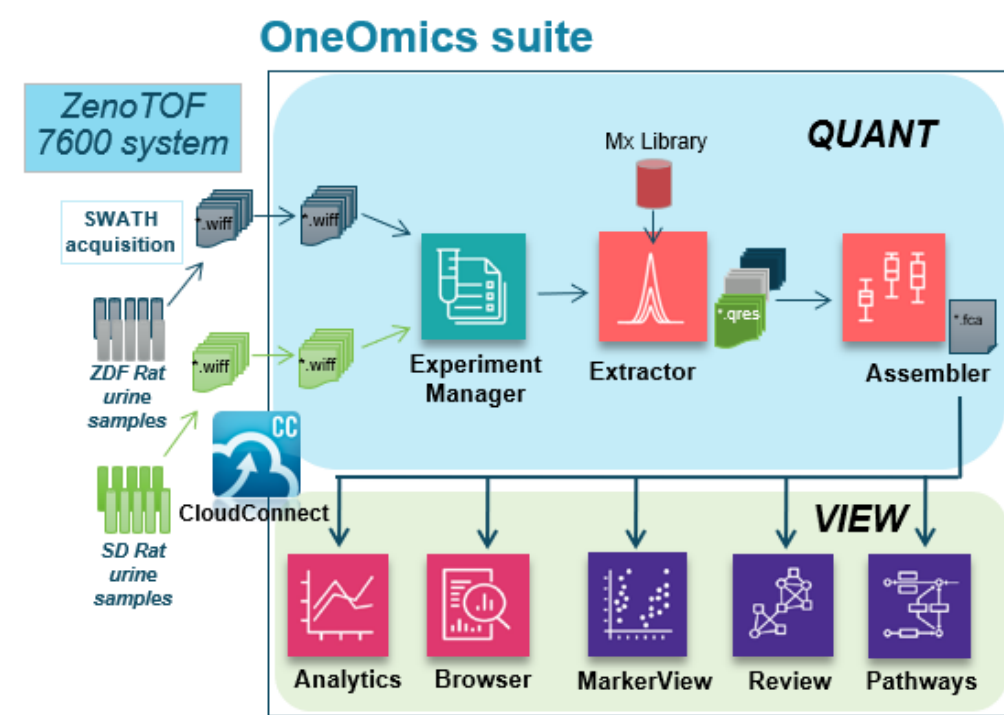 OneOmics suite
ZenoTOF
7600 system
QUANT
Mx Library
SWATH
acquisition
*.wiff
*.wiff
*.qres
*.fca
ZDF Rat
urine
samples
*.wiff
*.wiff
Experiment
Manager
Extractor
Assembler
CC
CloudConnect
SD Rat
urine
samples
VIEW
Analytics
Browser
MarkerView
Review
Pathways